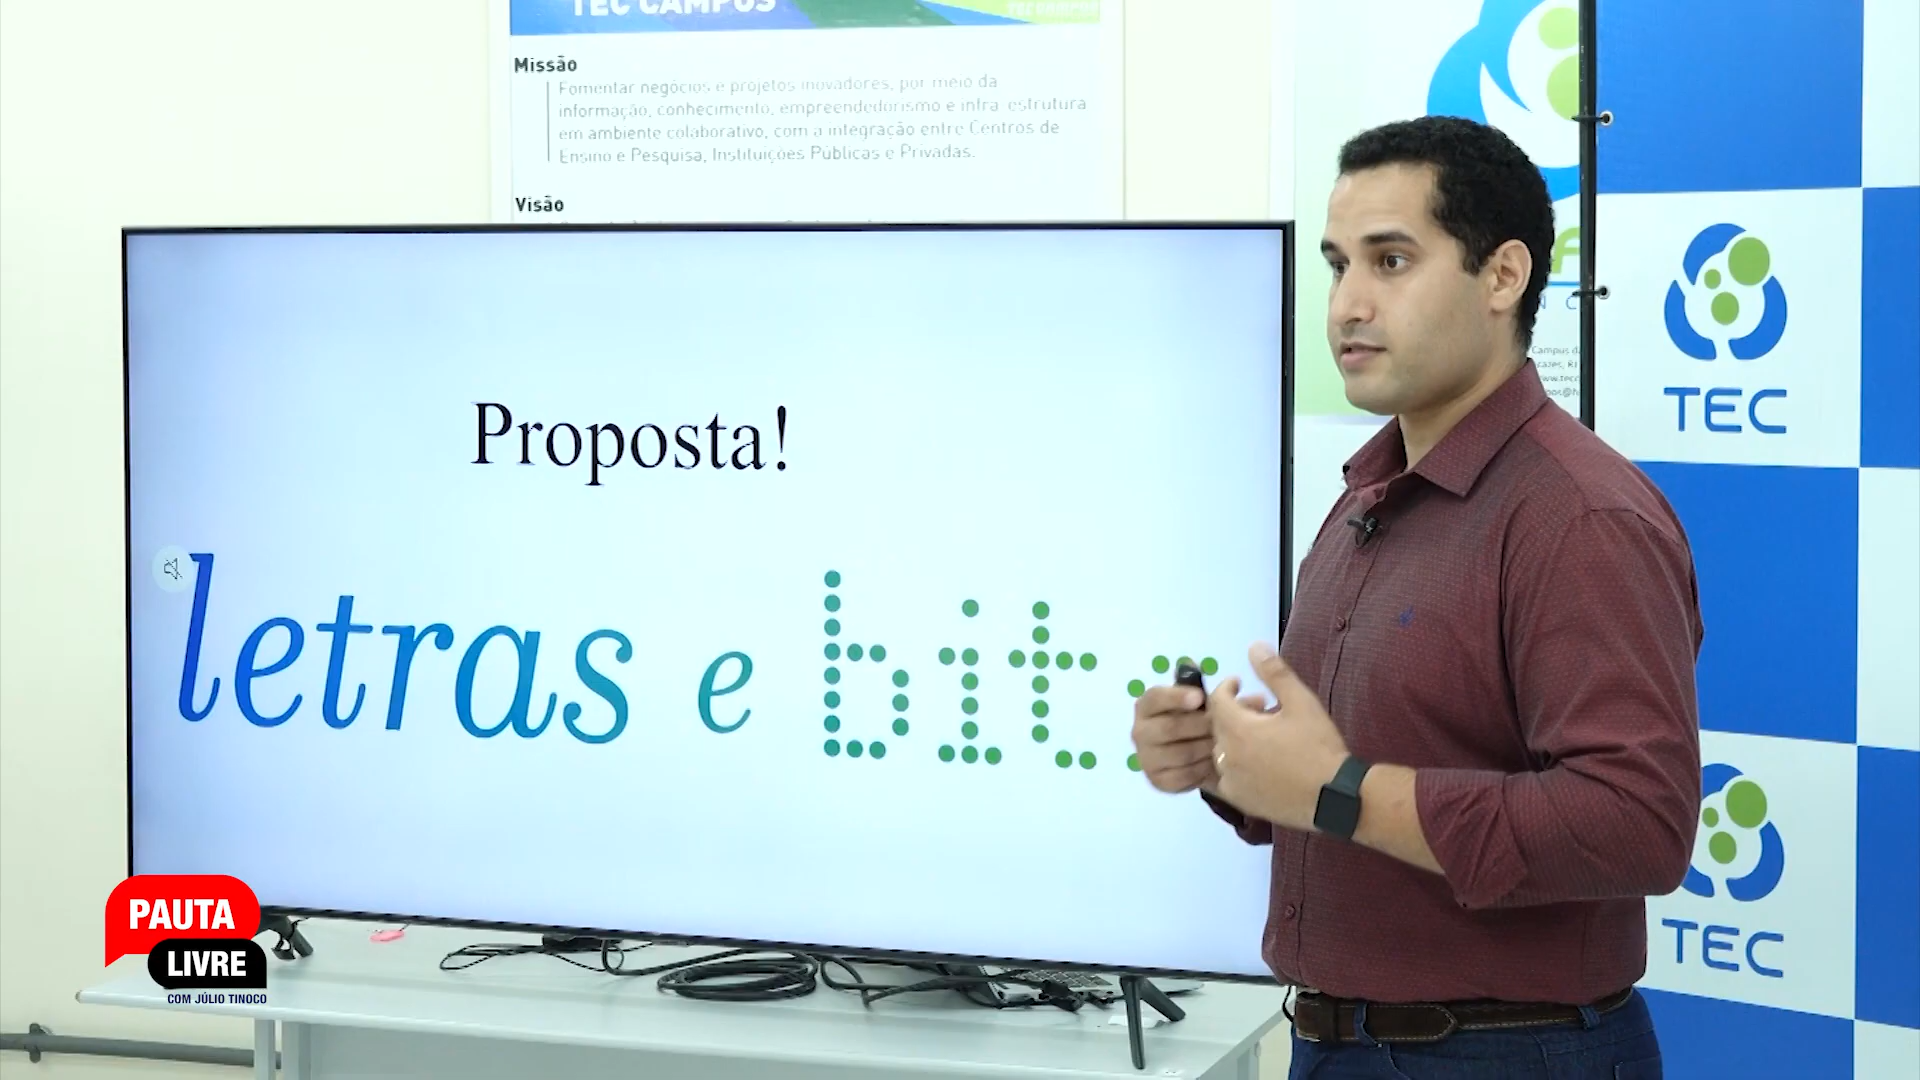 TEC CAMPUS
TEC CAMPOS
Missão
Fomentar negócios e projetos inovadores, por meio da
informação, conhecimento, empreendedorismo e infra estrutura
em ambiente colaborativo, com a integração entre Centros de
Ensino e Pesquisa, Instituições Públicas e Privadas.
Visão
Proposta!
letras e bit
TEC
TEC
PAUTA
LIVRE
COM JÚLIO TINOCO